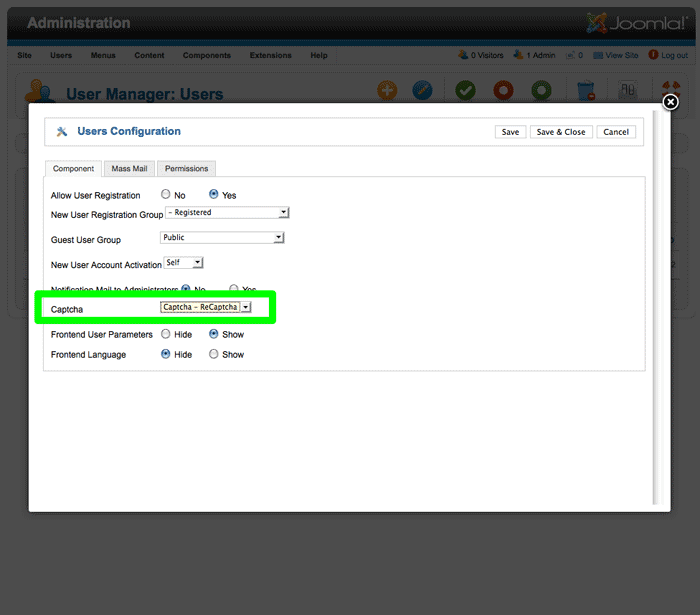 Administration
Joomla!
Site Users Menus Content Components Extensions Help 0 Visitors 1 Admin 0 View Site Log out
User Manager: Users
Users Configuration
Save Save & Close Cancel
Component Mass Mail Permissions
Allow User Registration No Yes
New User Registration Group - Registered
Guest User Group Public
New User Account Activation Self
Notification Mail to Administrators No Yes
Captcha Captcha - ReCaptcha
Frontend User Parameters Hide Show
Frontend Language Hide Show